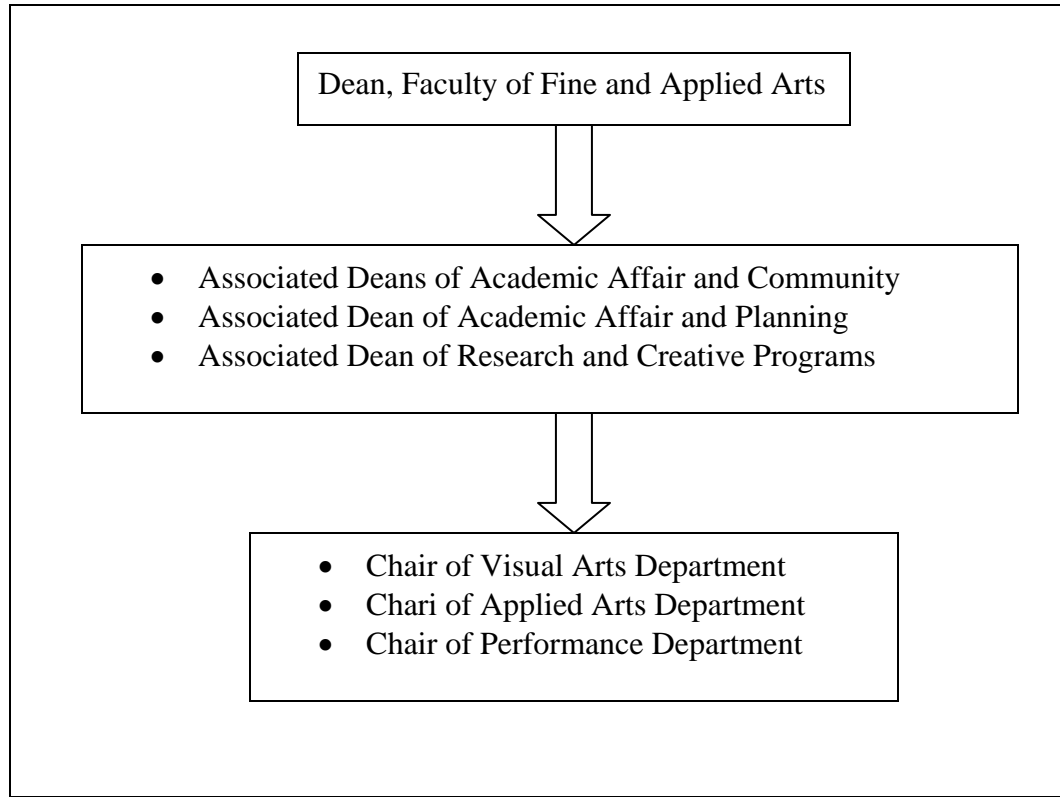 Dean, Faculty of Fine and Applied Arts
• Associated Deans of Academic Affair and Community
• Associated Dean of Academic Affair and Planning
• Associated Dean of Research and Creative Programs
• Chair of Visual Arts Department
• Chari of Applied Arts Department
• Chair of Performance Department